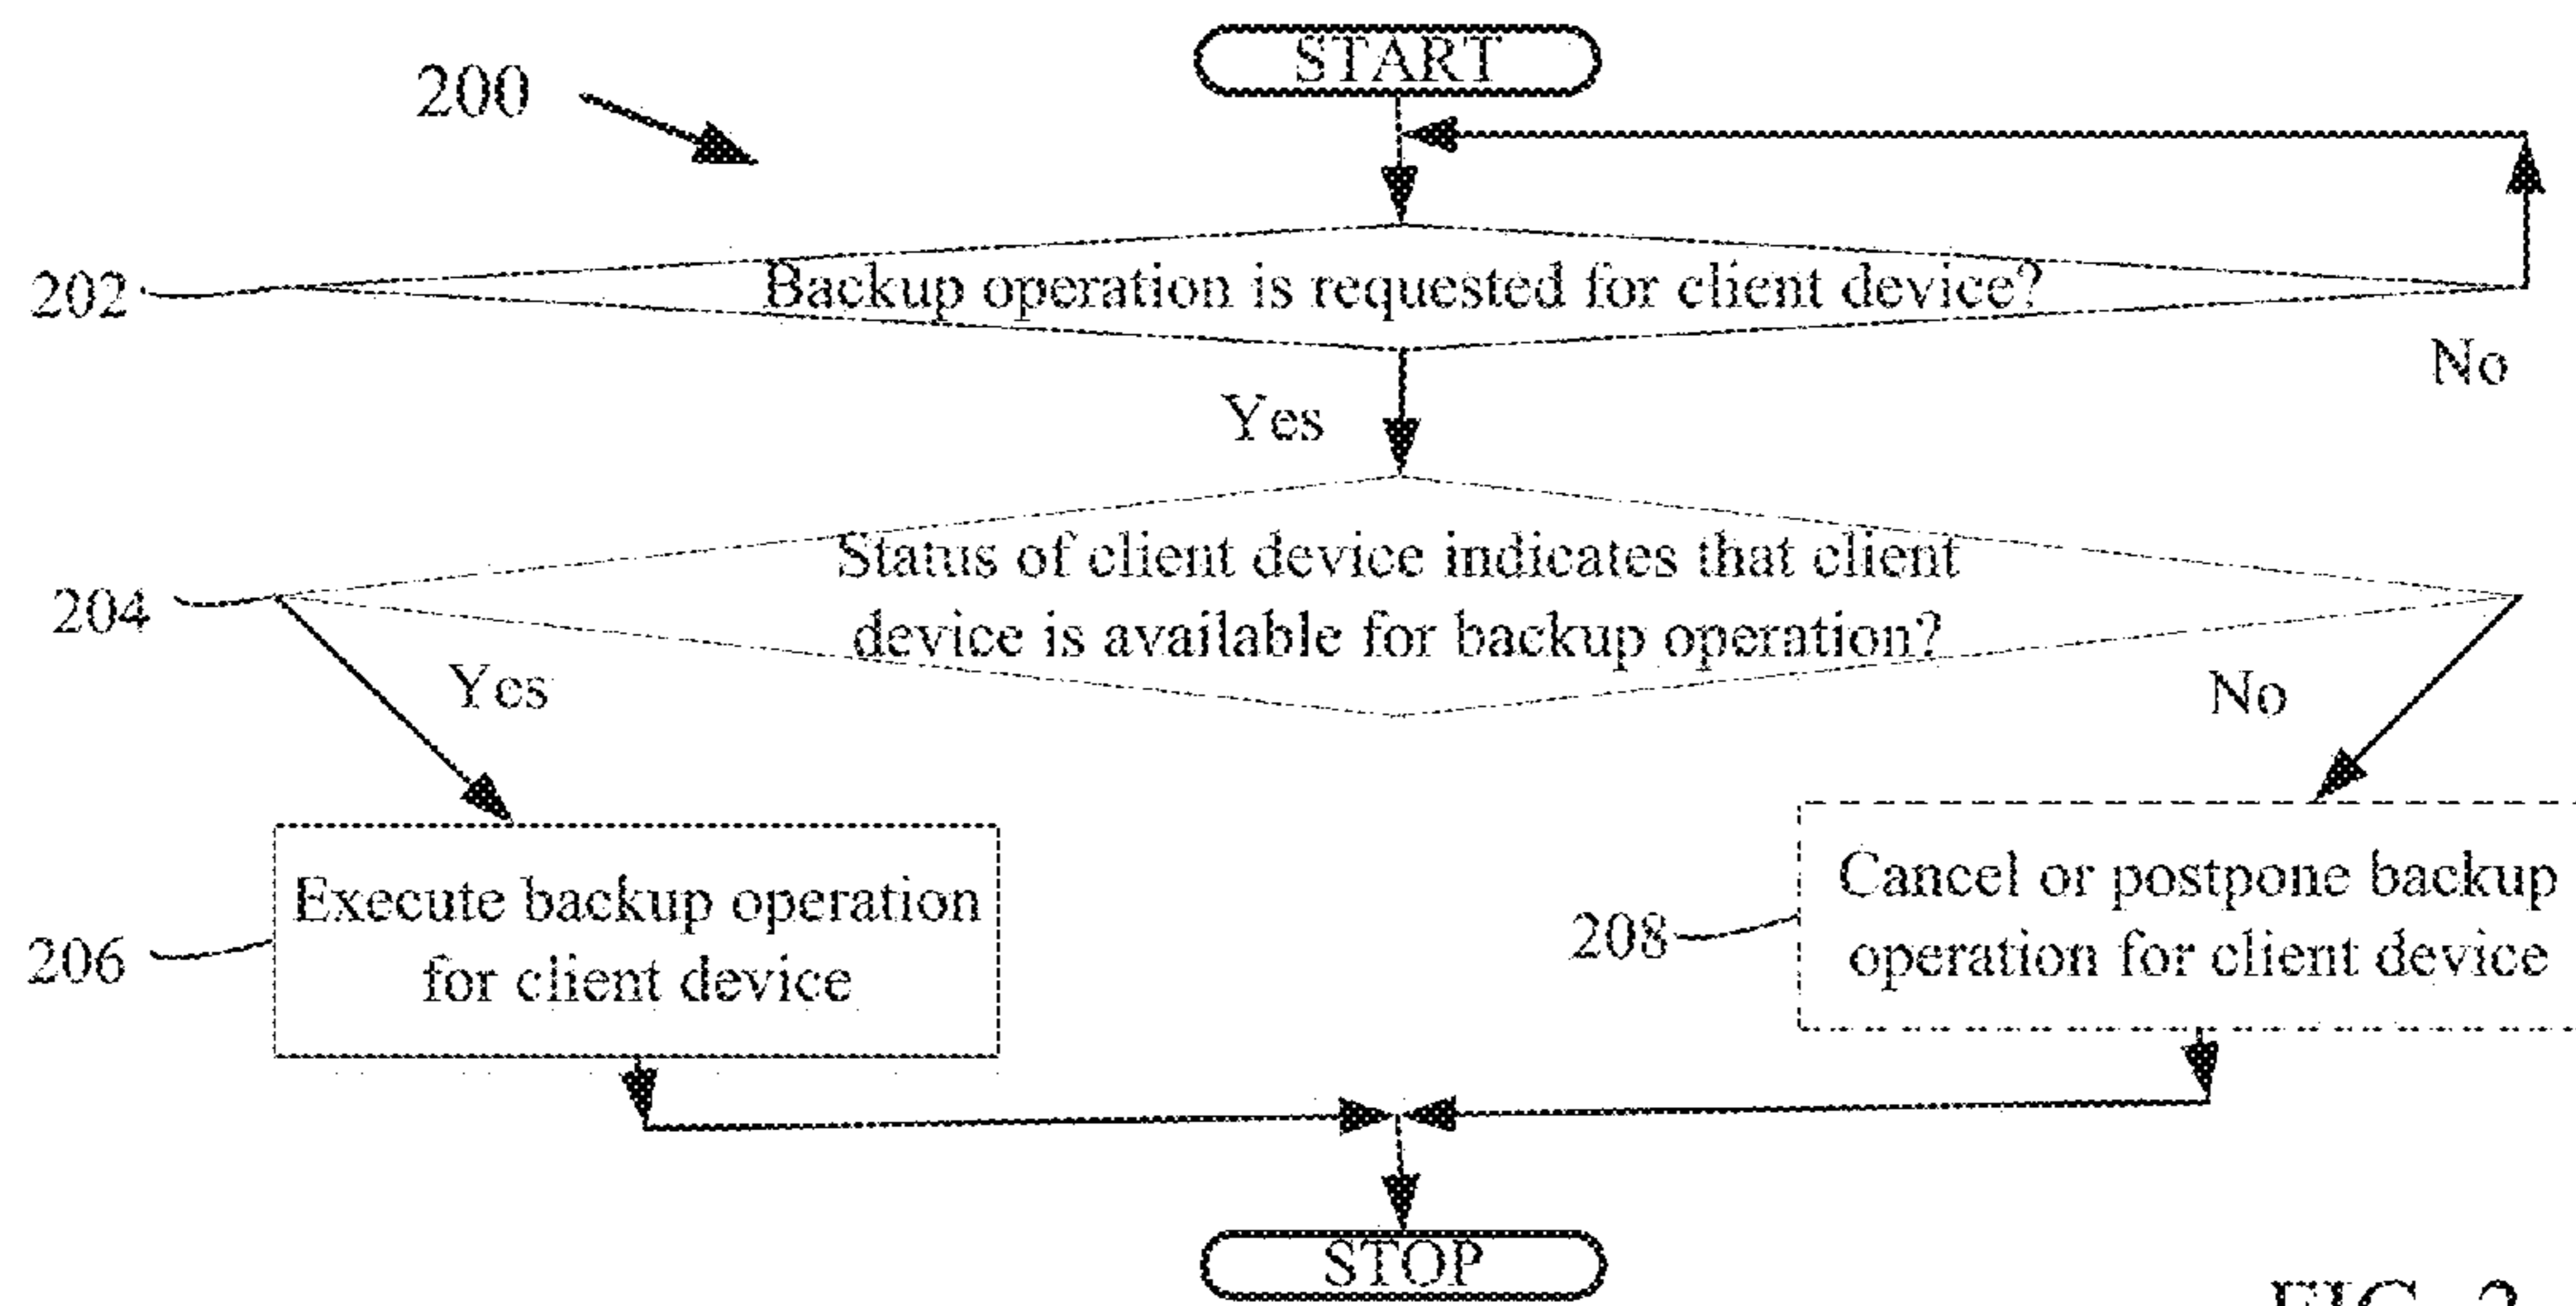 START
200
202
Backup operation is requested for client device?
No
Yes
204
Status of client device indicates that client
device is available for backup operation?
Yes
No
206
Execute backup operation
for client device
208
Cancel or postpone backup
operation for client device
STOP
FIG. 2